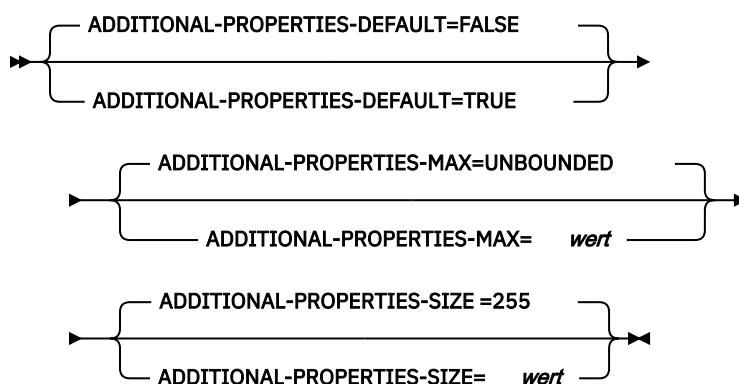 ADDITIONAL-PROPERTIES-DEFAULT=FALSE
ADDITIONAL-PROPERTIES-DEFAULT=TRUE
ADDITIONAL-PROPERTIES-MAX=UNBOUNDED
ADDITIONAL-PROPERTIES-MAX= wert
ADDITIONAL-PROPERTIES-SIZE =255
ADDITIONAL-PROPERTIES-SIZE= wert